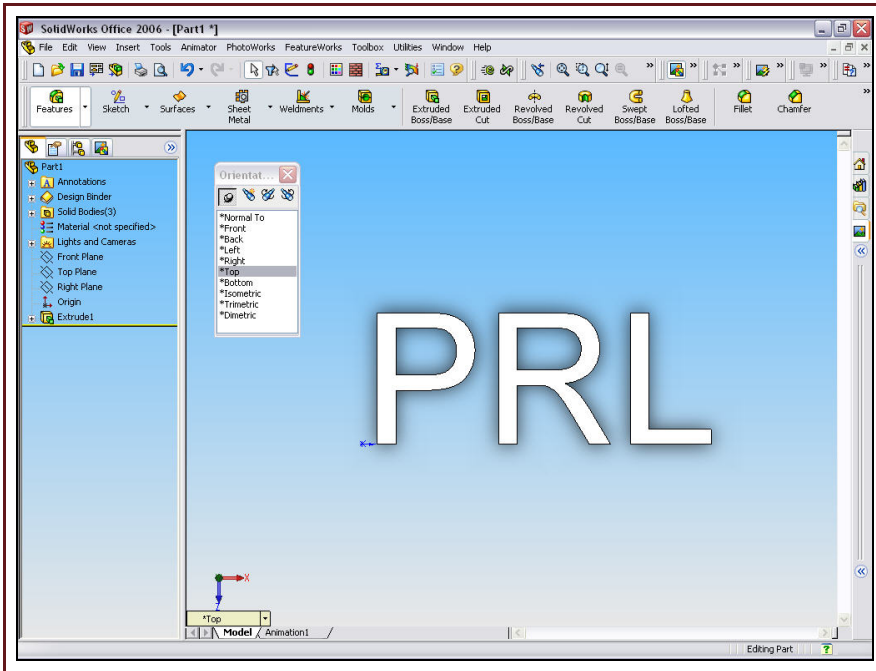 SolidWorks Office 2006 - [Part1 *]
File Edit View Insert Tools Animator PhotoWorks FeatureWorks Toolbox Utilities Window Help
Features Sketch Surfaces Sheet Metal Weldments Molds Extruded Boss/Base Extruded Cut Revolved Boss/Base Revolved Cut Swept Boss/Base Lofted Boss/Base Fillet Chamfer
Part1
Annotations
Design Binder
Solid Bodies(3)
Material <not specified>
Lights and Cameras
Front Plane
Top Plane
Right Plane
Origin
Extrude1
Orientat...
*Normal To
*Front
*Back
*Left
*Right
*Top
*Bottom
*Isometric
*Trimetric
*Dimetric
PRL
X
Z
*Top
Model Animation1
Editing Part